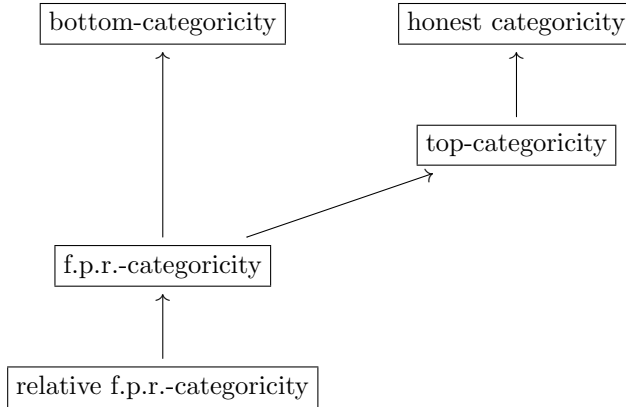 bottom-categoricity
honest categoricity
top-categoricity
f.p.r.-categoricity
relative f.p.r.-categoricity